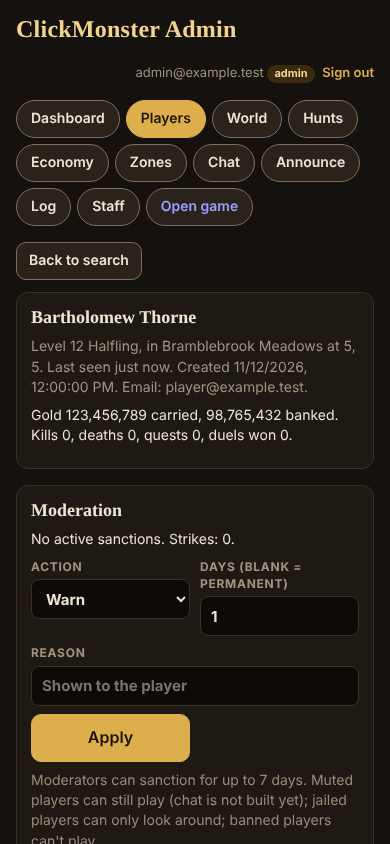 ClickMonster Admin
admin@example.test admin Sign out
Dashboard Players World Hunts
Economy Zones Chat Announce
Log Staff Open game
Back to search
Bartholomew Thorne
Level 12 Halfling, in Bramblebrook Meadows at 5,
5. Last seen just now. Created 11/12/2026,
12:00:00 PM. Email: player@example.test.
Gold 123,456,789 carried, 98,765,432 banked.
Kills 0, deaths 0, quests 0, duels won 0.
Moderation
No active sanctions. Strikes: 0.
ACTION
DAYS (BLANK =
PERMANENT)
Warn
1
REASON
Shown to the player
Apply
Moderators can sanction for up to 7 days. Muted
players can still play (chat is not built yet); jailed
players can only look around; banned players
can't play.